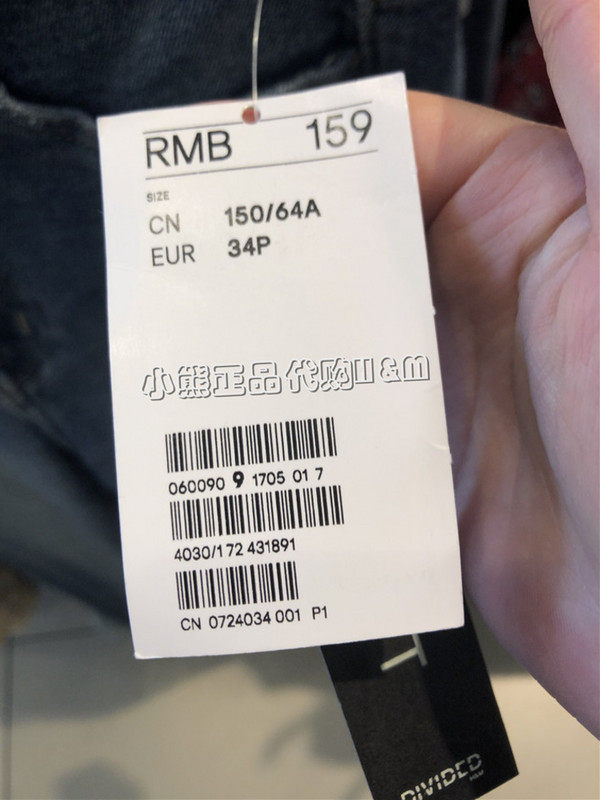 RMB 159
SIZE
CN 150/64A
EUR 34P
小熊正品代购H&M
060090 9 1705 01 7
4030/172 431891
CN 0724034 001 P1
DIVIDED
H&M